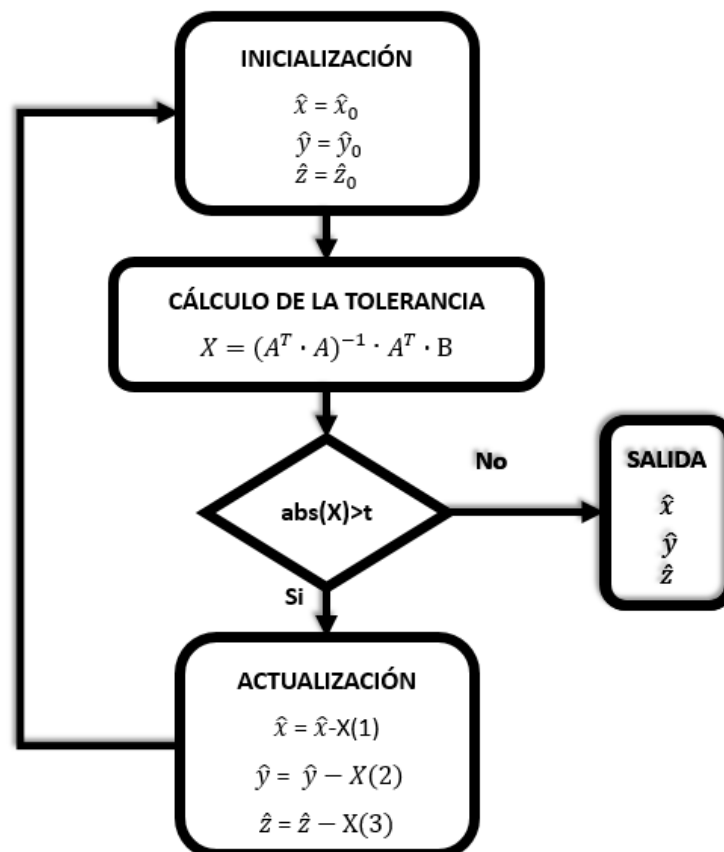 INICIALIZACIÓN
x̂ = x̂₀
ŷ = ŷ₀
ẑ = ẑ₀
CÁLCULO DE LA TOLERANCIA
X = (Aᵀ · A)⁻¹ · Aᵀ · B
abs(X)>t
No
SALIDA
x̂
ŷ
ẑ
Si
ACTUALIZACIÓN
x̂ = x̂-X(1)
ŷ = ŷ − X(2)
ẑ = ẑ − X(3)